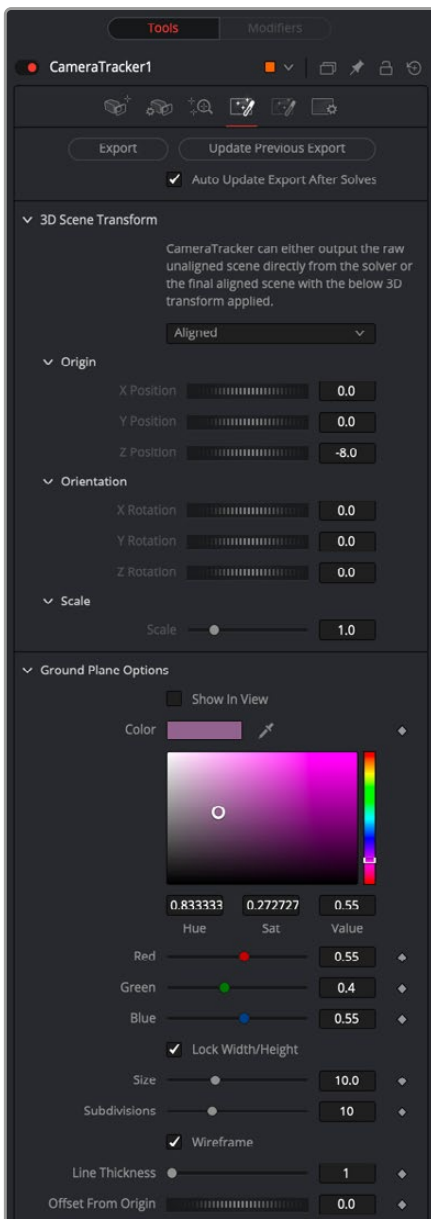 Tools Modifiers
CameraTracker1
Export Update Previous Export
Auto Update Export After Solves
3D Scene Transform
CameraTracker can either output the raw
unaligned scene directly from the solver or
the final aligned scene with the below 3D
transform applied.
Aligned
Origin
X Position 0.0
Y Position 0.0
Z Position -8.0
Orientation
X Rotation 0.0
Y Rotation 0.0
Z Rotation 0.0
Scale
Scale 1.0
Ground Plane Options
Show In View
Color
0.833333 0.272727 0.55
Hue Sat Value
Red 0.55
Green 0.4
Blue 0.55
Lock Width/Height
Size 10.0
Subdivisions 10
Wireframe
Line Thickness 1
Offset From Origin 0.0